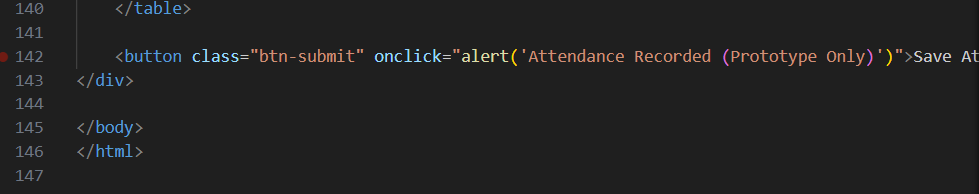 140 </table>
141
142 <button class="btn-submit" onclick="alert('Attendance Recorded (Prototype Only)')">Save At
143 </div>
144
145 </body>
146 </html>
147